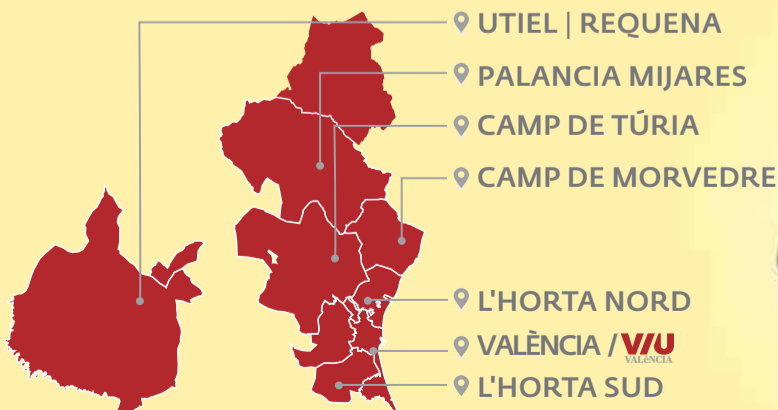 UTIEL | REQUENA
PALANCIA MIJARES
CAMP DE TÚRIA
CAMP DE MORVEDRE
L'HORTA NORD
VALÈNCIA / VIU VALÈNCIA
L'HORTA SUD